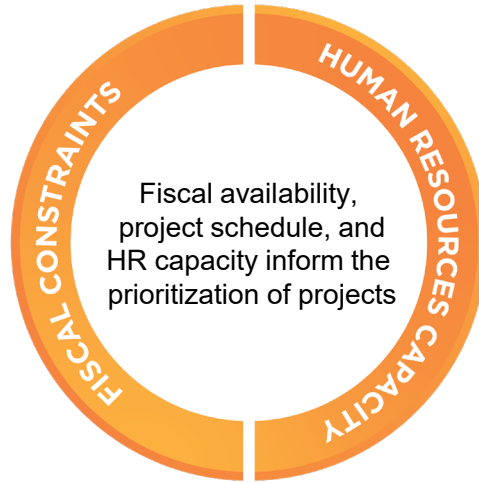 FISCAL CONSTRAINTS
HUMAN RESOURCES CAPACITY
Fiscal availability,
project schedule, and
HR capacity inform the
prioritization of projects